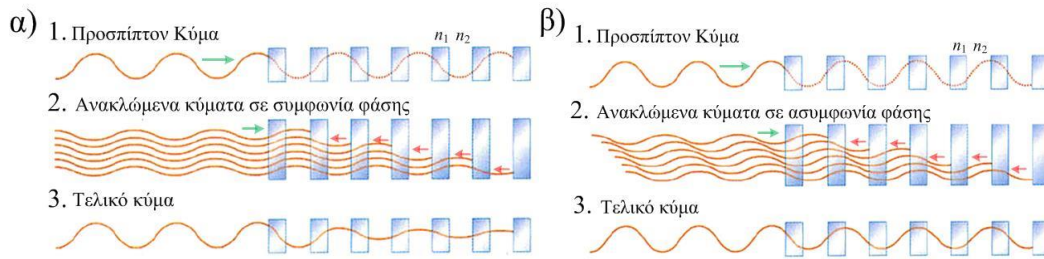 α)
1. Προσπίπτον Κύμα
n1 n2
2. Ανακλώμενα κύματα σε συμφωνία φάσης
3. Τελικό κύμα
β)
1. Προσπίπτον Κύμα
n1 n2
2. Ανακλώμενα κύματα σε ασυμφωνία φάσης
3. Τελικό κύμα